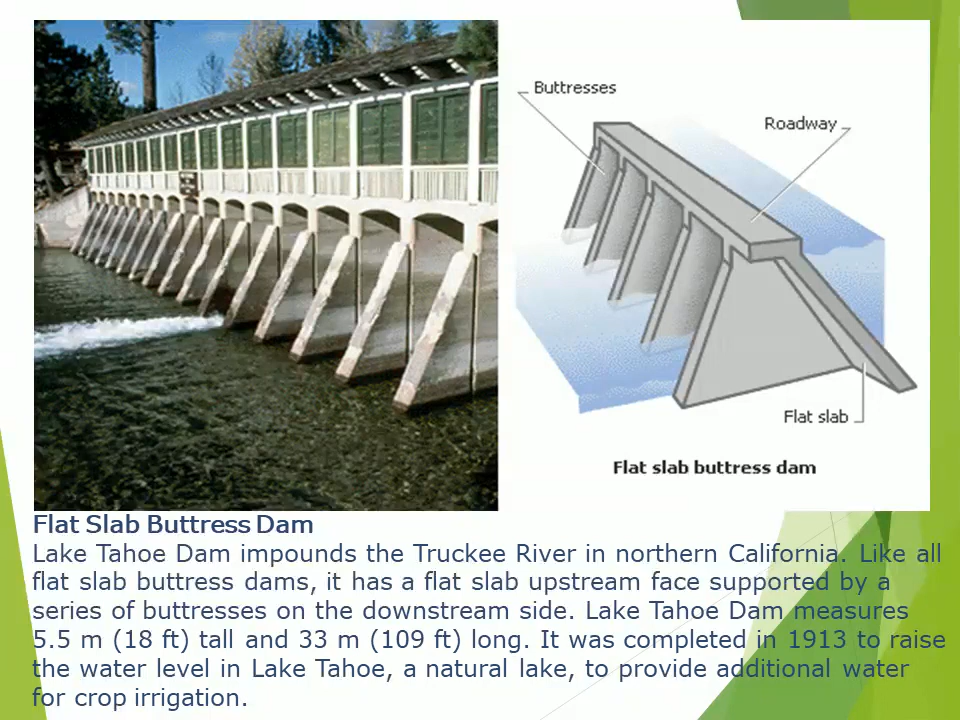 Buttresses
Roadway
Flat slab
Flat slab buttress dam
Flat Slab Buttress Dam
Lake Tahoe Dam impounds the Truckee River in northern California. Like all
flat slab buttress dams, it has a flat slab upstream face supported by a
series of buttresses on the downstream side. Lake Tahoe Dam measures
5.5 m (18 ft) tall and 33 m (109 ft) long. It was completed in 1913 to raise
the water level in Lake Tahoe, a natural lake, to provide additional water
for crop irrigation.